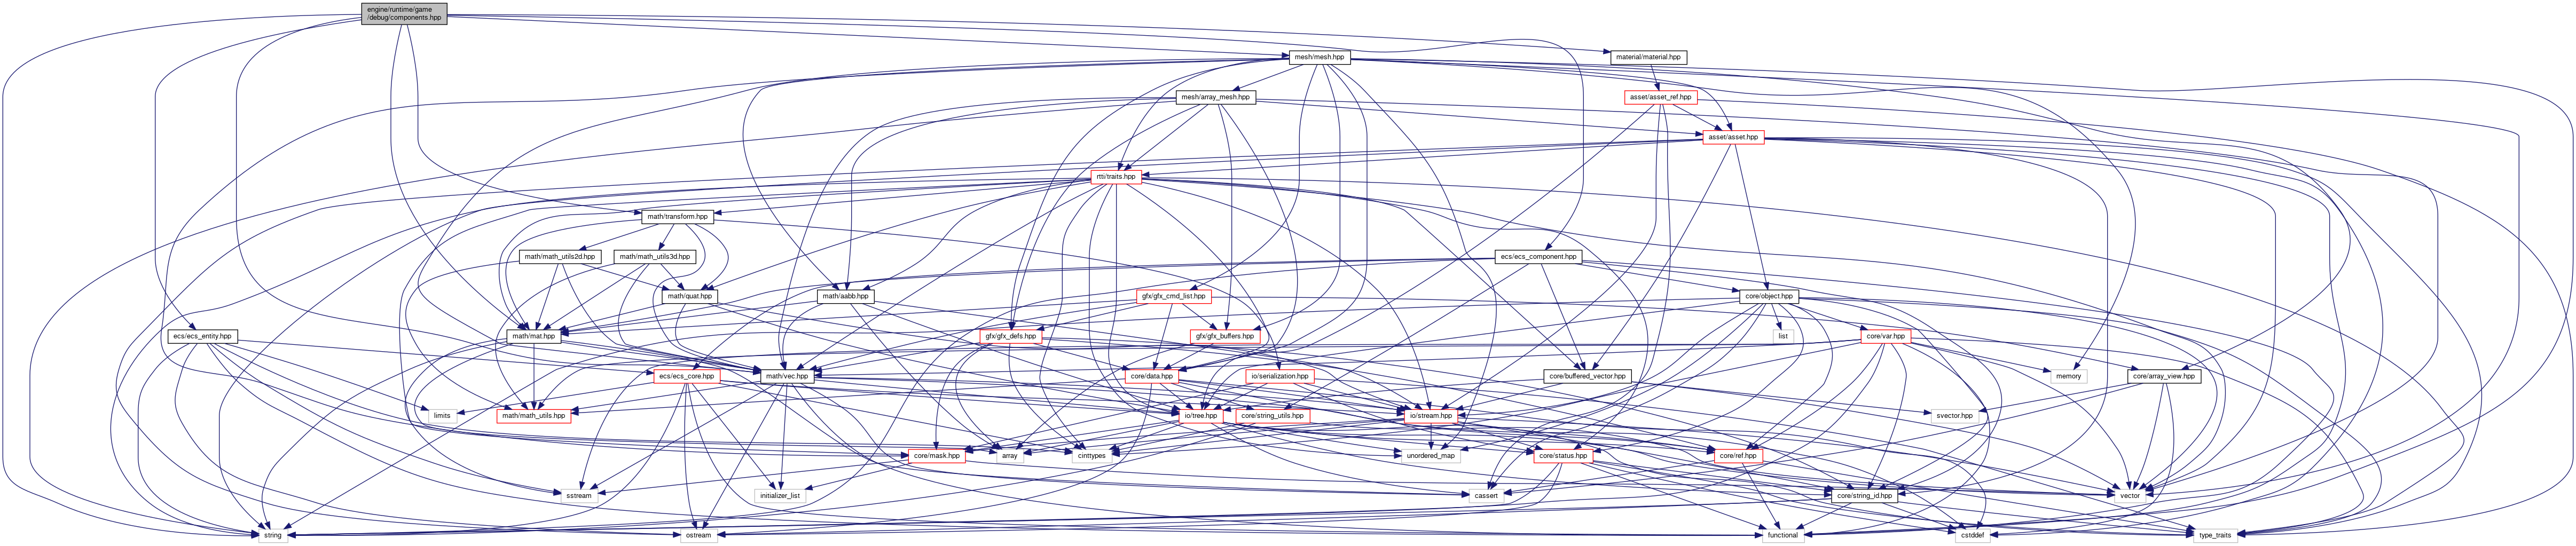 engine/runtime/game
/debug/components.hpp
mesh/mesh.hpp
material/material.hpp
mesh/array_mesh.hpp
asset/asset_ref.hpp
asset/asset.hpp
rtti/traits.hpp
math/transform.hpp
math/math_utils2d.hpp
math/math_utils3d.hpp
ecs/ecs_component.hpp
math/quat.hpp
math/aabb.hpp
gfx/gfx_cmd_list.hpp
core/object.hpp
ecs/ecs_entity.hpp
math/mat.hpp
gfx/gfx_defs.hpp
gfx/gfx_buffers.hpp
list
core/var.hpp
ecs/ecs_core.hpp
math/vec.hpp
core/data.hpp
io/serialization.hpp
core/buffered_vector.hpp
memory
core/array_view.hpp
limits
math/math_utils.hpp
io/tree.hpp
core/string_utils.hpp
io/stream.hpp
svector.hpp
core/mask.hpp
array
cinttypes
unordered_map
core/status.hpp
core/ref.hpp
sstream
initializer_list
cassert
core/string_id.hpp
vector
string
ostream
functional
cstddef
type_traits